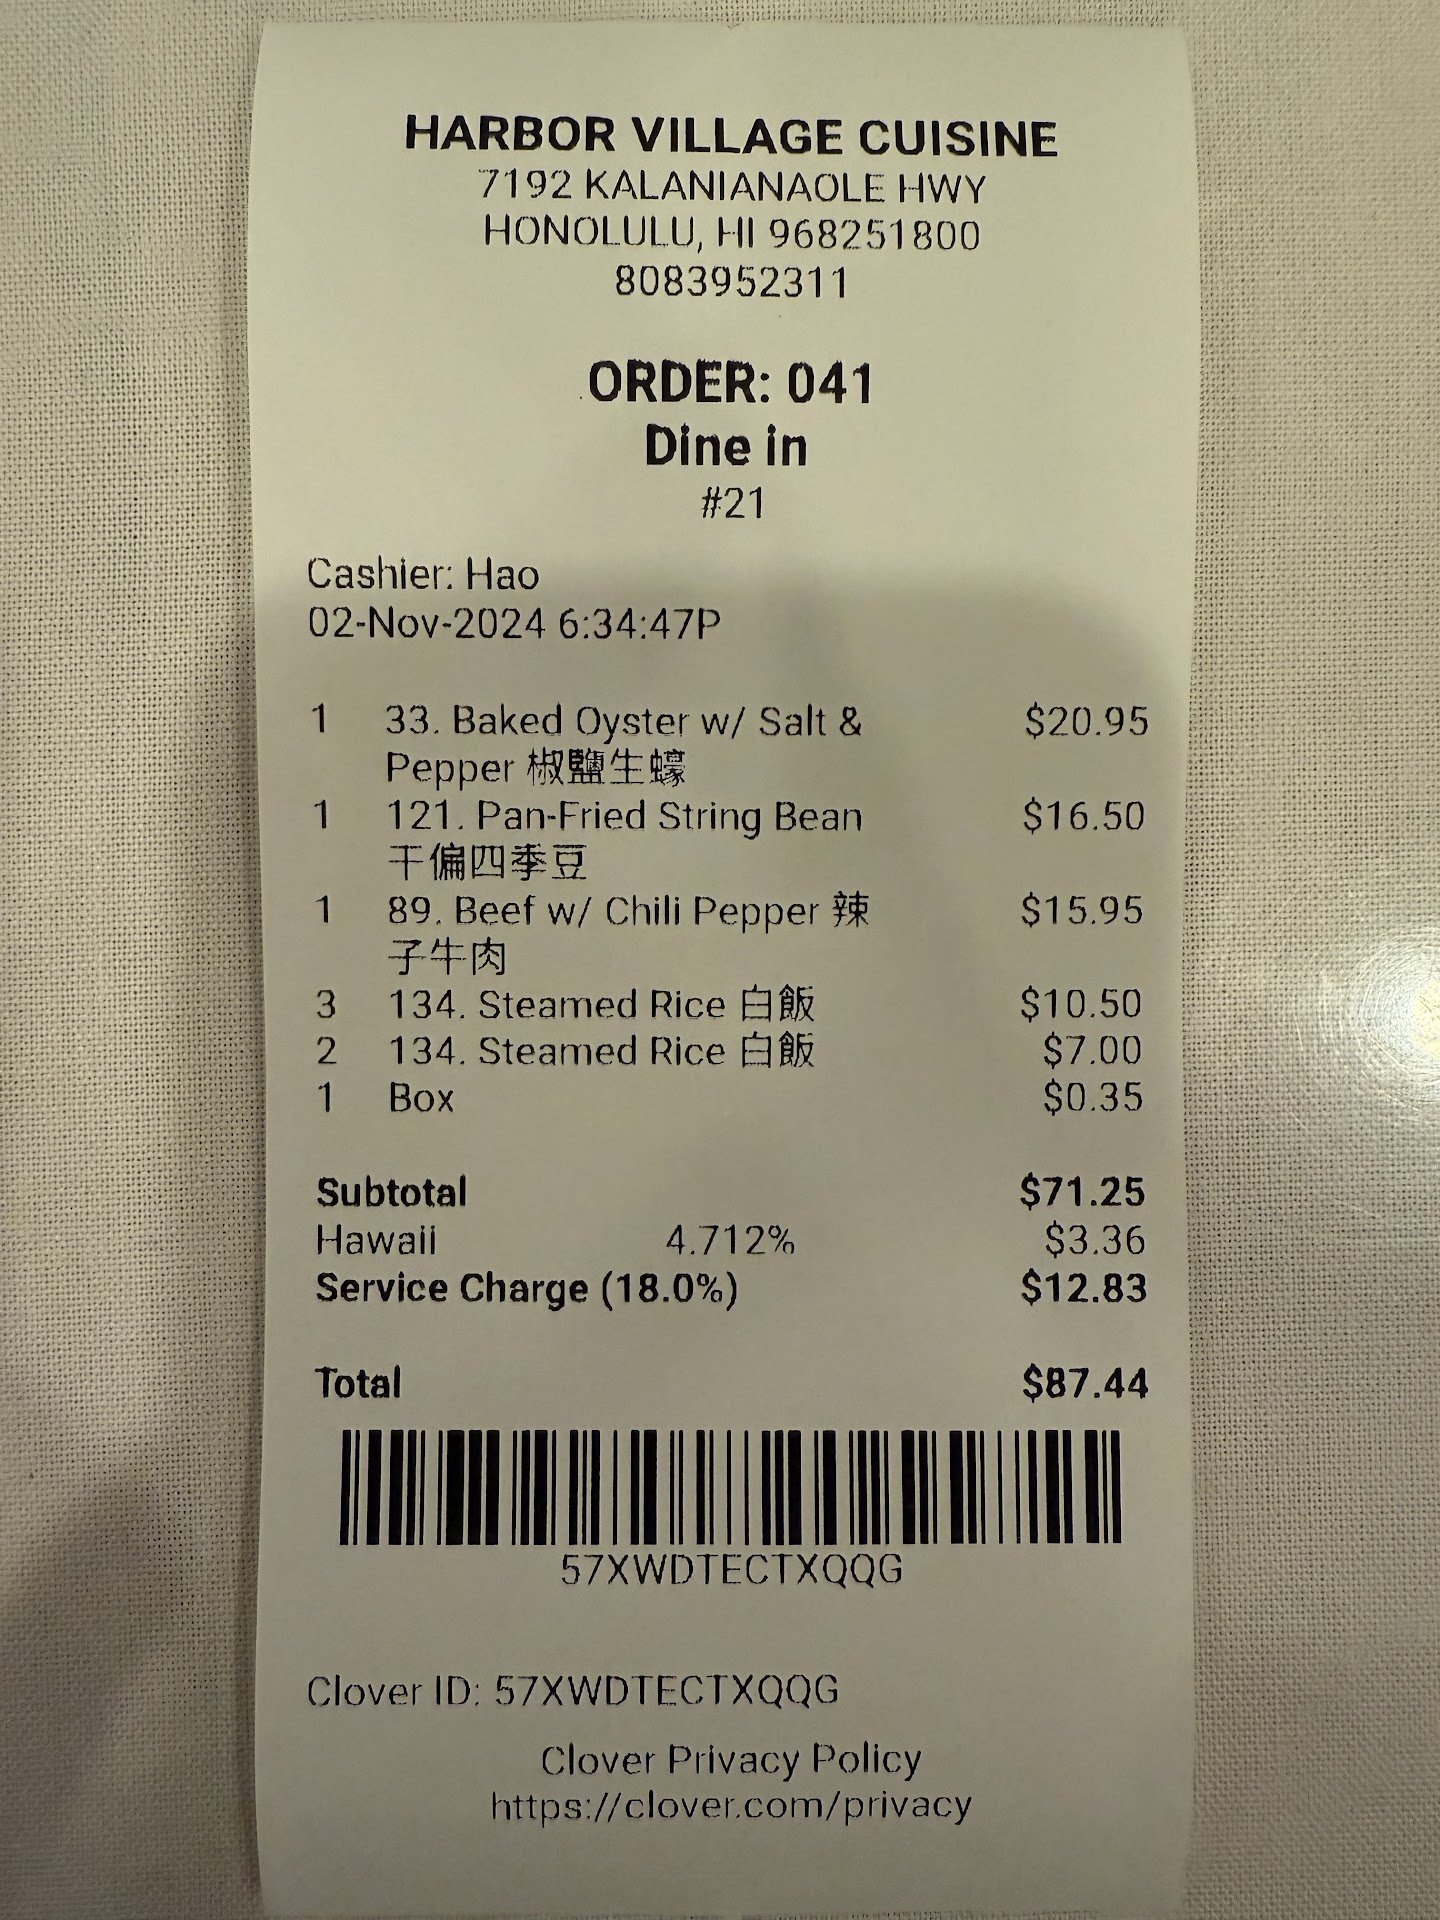 HARBOR VILLAGE CUISINE
7192 KALANIANAOLE HWY
HONOLULU, HI 968251800
8083952311
ORDER: 041
Dine in
#21
Cashier: Hao
02-Nov-2024 6:34:47P
1 33. Baked Oyster w/ Salt & $20.95
Pepper 椒鹽生蠔
1 121. Pan-Fried String Bean $16.50
干偏四季豆
1 89. Beef w/ Chili Pepper 辣 $15.95
子牛肉
3 134. Steamed Rice 白飯 $10.50
2 134. Steamed Rice 白飯 $7.00
1 Box $0.35
Subtotal $71.25
Hawaii 4.712% $3.36
Service Charge (18.0%) $12.83
Total $87.44
57XWDTECTXQQG
Clover ID: 57XWDTECTXQQG
Clover Privacy Policy
https://clover.com/privacy